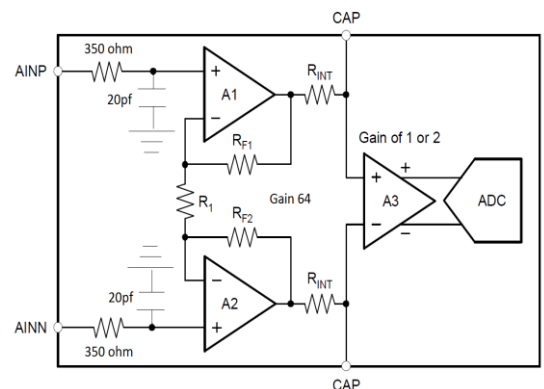 CAP
350 ohm
AINP
20pf
+
A1
−
RINT
RF1
Gain of 1 or 2
R1
Gain 64
+
A3
−
+
−
ADC
RF2
20pf
−
A2
+
RINT
AINN
350 ohm
CAP